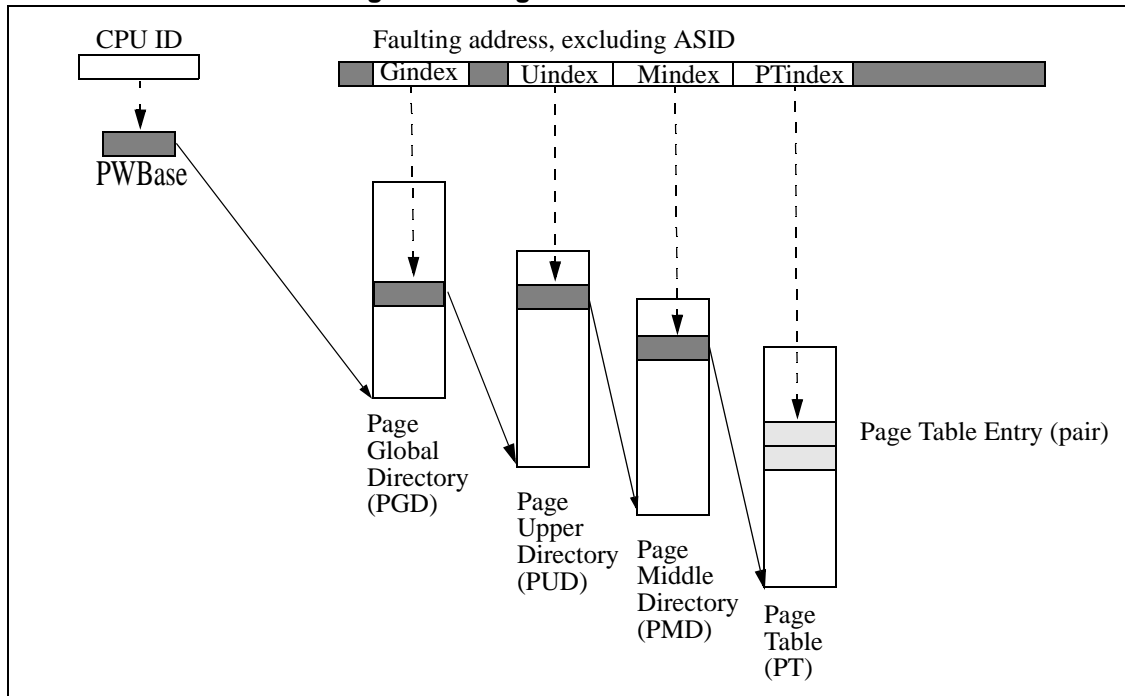 CPU ID
Faulting address, excluding ASID
Gindex
Uindex
Mindex
PTindex
PWBase
Page
Global
Directory
(PGD)
Page
Upper
Directory
(PUD)
Page
Middle
Directory
(PMD)
Page
Table
(PT)
Page Table Entry (pair)